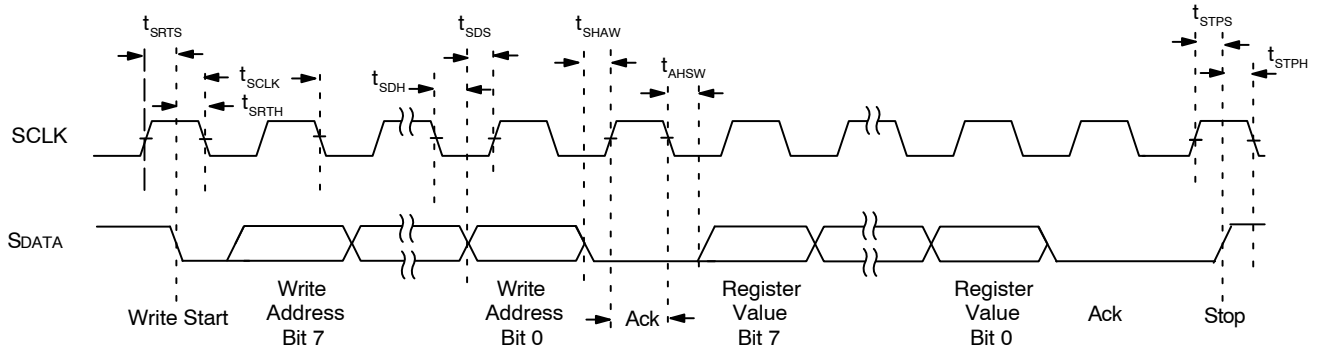 tSRTS
tSDS
tSHAW
tSTPS
tSCLK
tSDH
tAHSW
tSTPH
tSRTH
SCLK
SDATA
Write Start
Write
Address
Bit 7
Write
Address
Bit 0
Ack
Register
Value
Bit 7
Register
Value
Bit 0
Ack
Stop